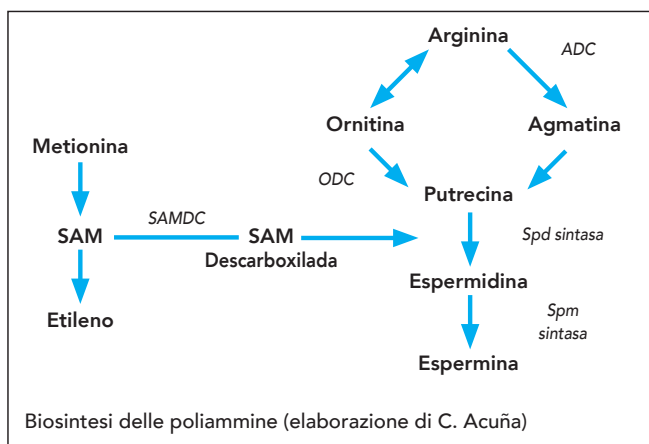 Arginina
ADC
Ornitina
Agmatina
Metionina
ODC
Putrecina
SAMDC
SAM
SAM
Descarboxilada
Spd sintasa
Espermidina
Etileno
Spm
sintasa
Espermina
Biosintesi delle poliammine (elaborazione di C. Acuña)